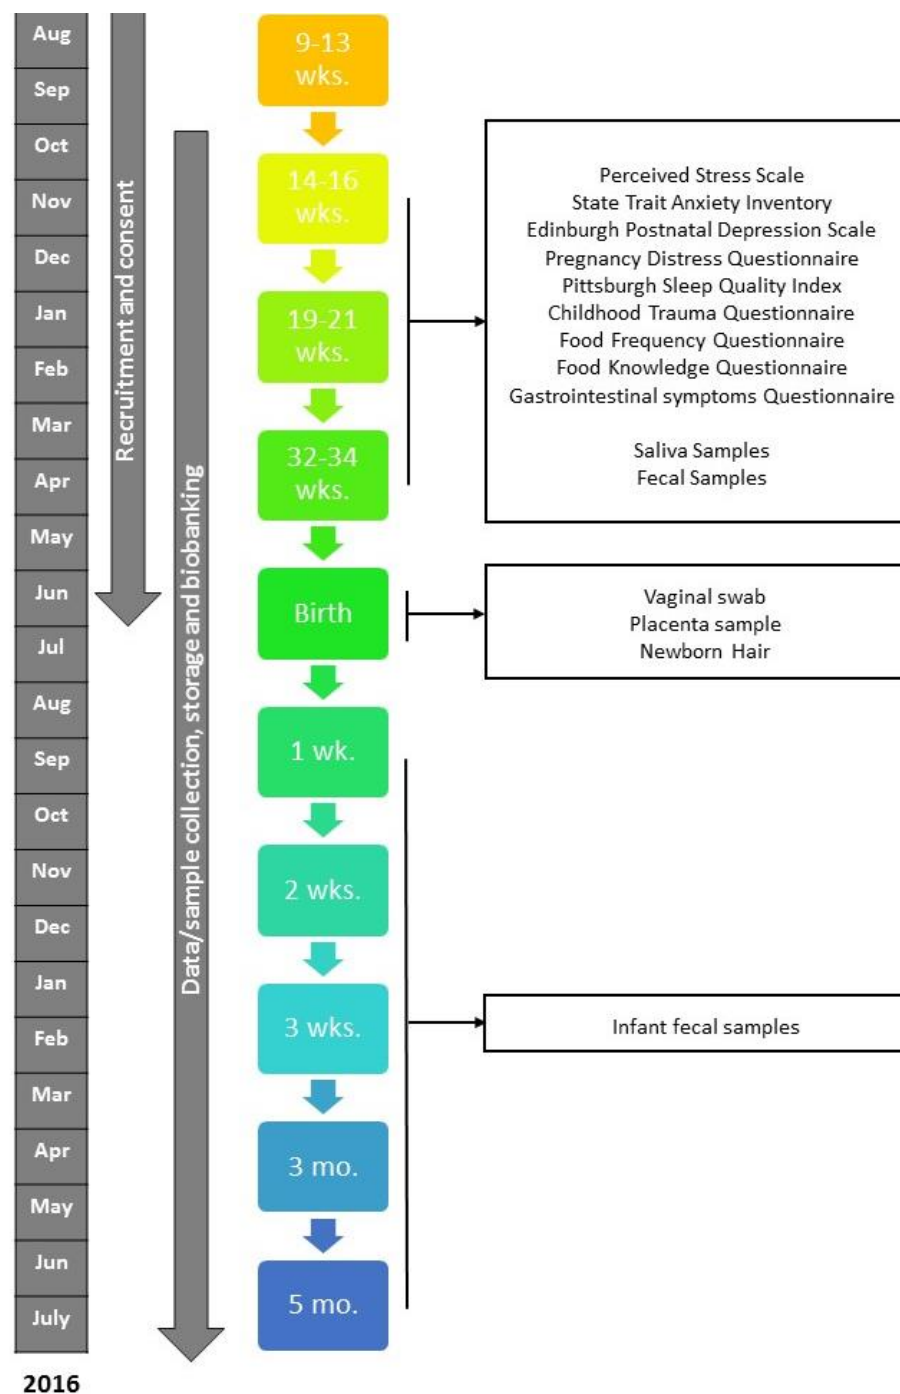 Aug
Sep
Oct
Nov
Dec
Jan
Feb
Mar
Apr
May
Jun
Jul
Aug
Sep
Oct
Nov
Dec
Jan
Feb
Mar
Apr
May
Jun
July
2016
Recruitment and consent
Data/sample collection, storage and biobanking
9-13
wks.
14-16
wks.
19-21
wks.
32-34
wks.
Birth
1 wk.
2 wks.
3 wks.
3 mo.
5 mo.
Perceived Stress Scale
State Trait Anxiety Inventory
Edinburgh Postnatal Depression Scale
Pregnancy Distress Questionnaire
Pittsburgh Sleep Quality Index
Childhood Trauma Questionnaire
Food Frequency Questionnaire
Food Knowledge Questionnaire
Gastrointestinal symptoms Questionnaire
Saliva Samples
Fecal Samples
Vaginal swab
Placenta sample
Newborn Hair
Infant fecal samples